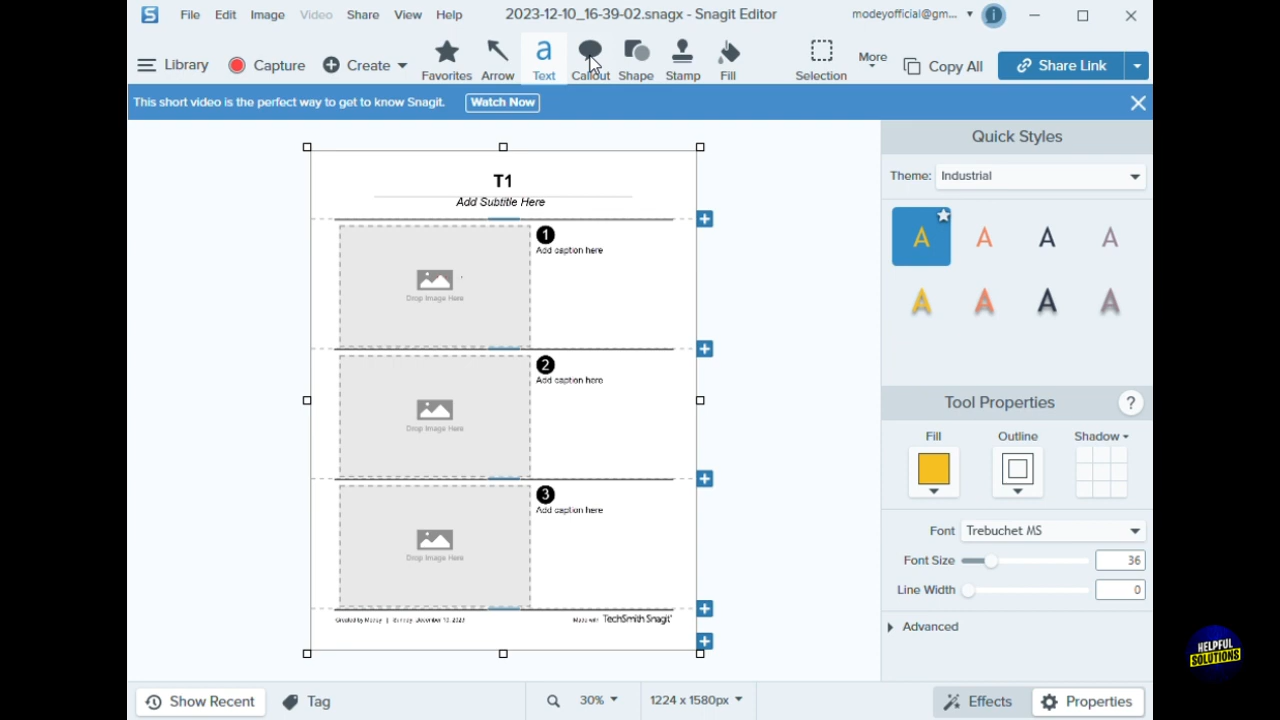 File Edit Image Video Share View Help 2023-12-10_16-39-02.snagx - Snagit Editor modeyofficial@gm...
Library Capture Create Favorites Arrow Text Callout Shape Stamp Fill Selection More Copy All Share Link
This short video is the perfect way to get to know Snagit. Watch Now
Quick Styles
Theme: Industrial
T1
Add Subtitle Here
1
Add caption here
Drop Image Here
2
Add caption here
Drop Image Here
3
Add caption here
Drop Image Here
Made with TechSmith Snagit
Tool Properties ?
Fill Outline Shadow
Font Trebuchet MS
Font Size 36
Line Width 0
Advanced
HELPFUL
SOLUTIONS
Show Recent Tag 30% 1224 x 1580px Effects Properties